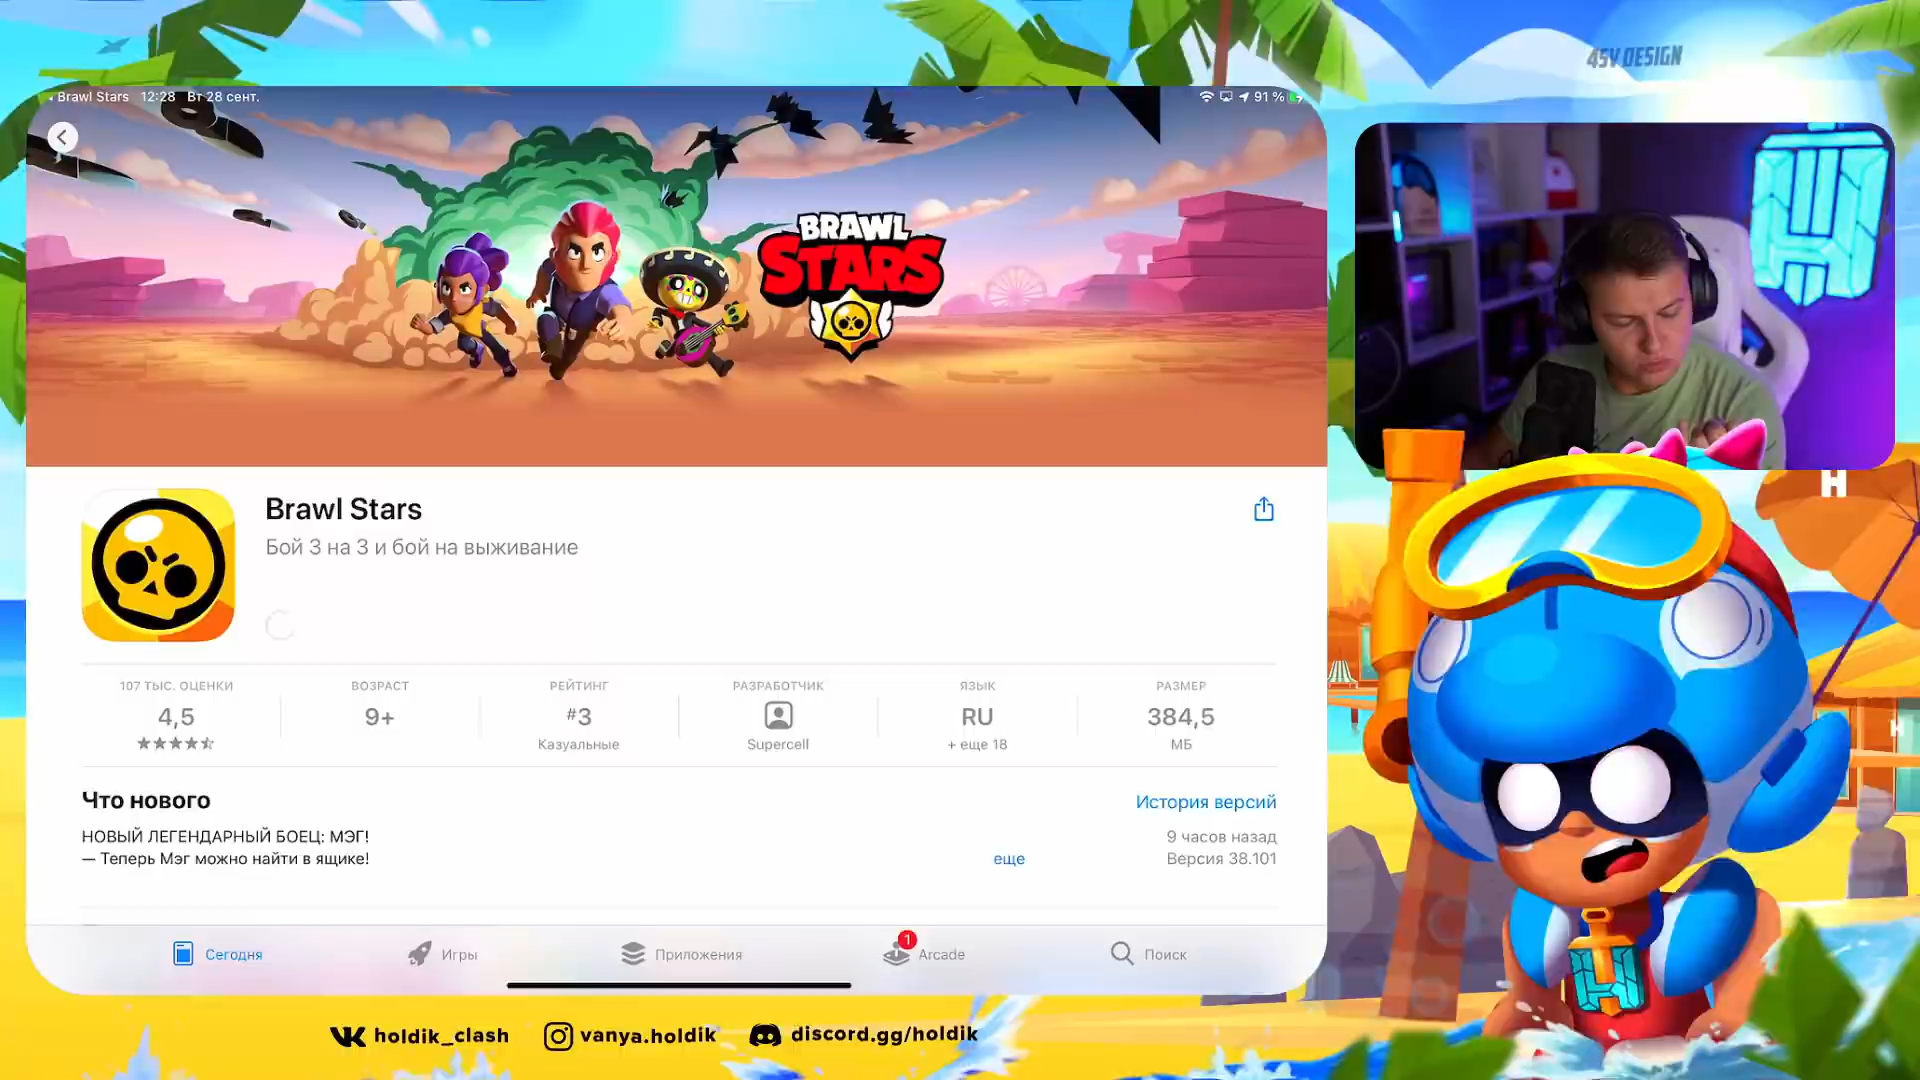 4SV DESIGN
Brawl Stars 12:28 Вт 28 сент.
91 %
BRAWL
STARS
Brawl Stars
Бой 3 на 3 и бой на выживание
107 ТЫС. ОЦЕНКИ
4,5
ВОЗРАСТ
9+
РЕЙТИНГ
#3
Казуальные
РАЗРАБОТЧИК
Supercell
ЯЗЫК
RU
+ еще 18
РАЗМЕР
384,5
МБ
Что нового
История версий
НОВЫЙ ЛЕГЕНДАРНЫЙ БОЕЦ: МЭГ!
— Теперь Мэг можно найти в ящике!
еще
9 часов назад
Версия 38.101
Сегодня
Игры
Приложения
1
Arcade
Поиск
H
H
H
H
holdik_clash
vanya.holdik
discord.gg/holdik